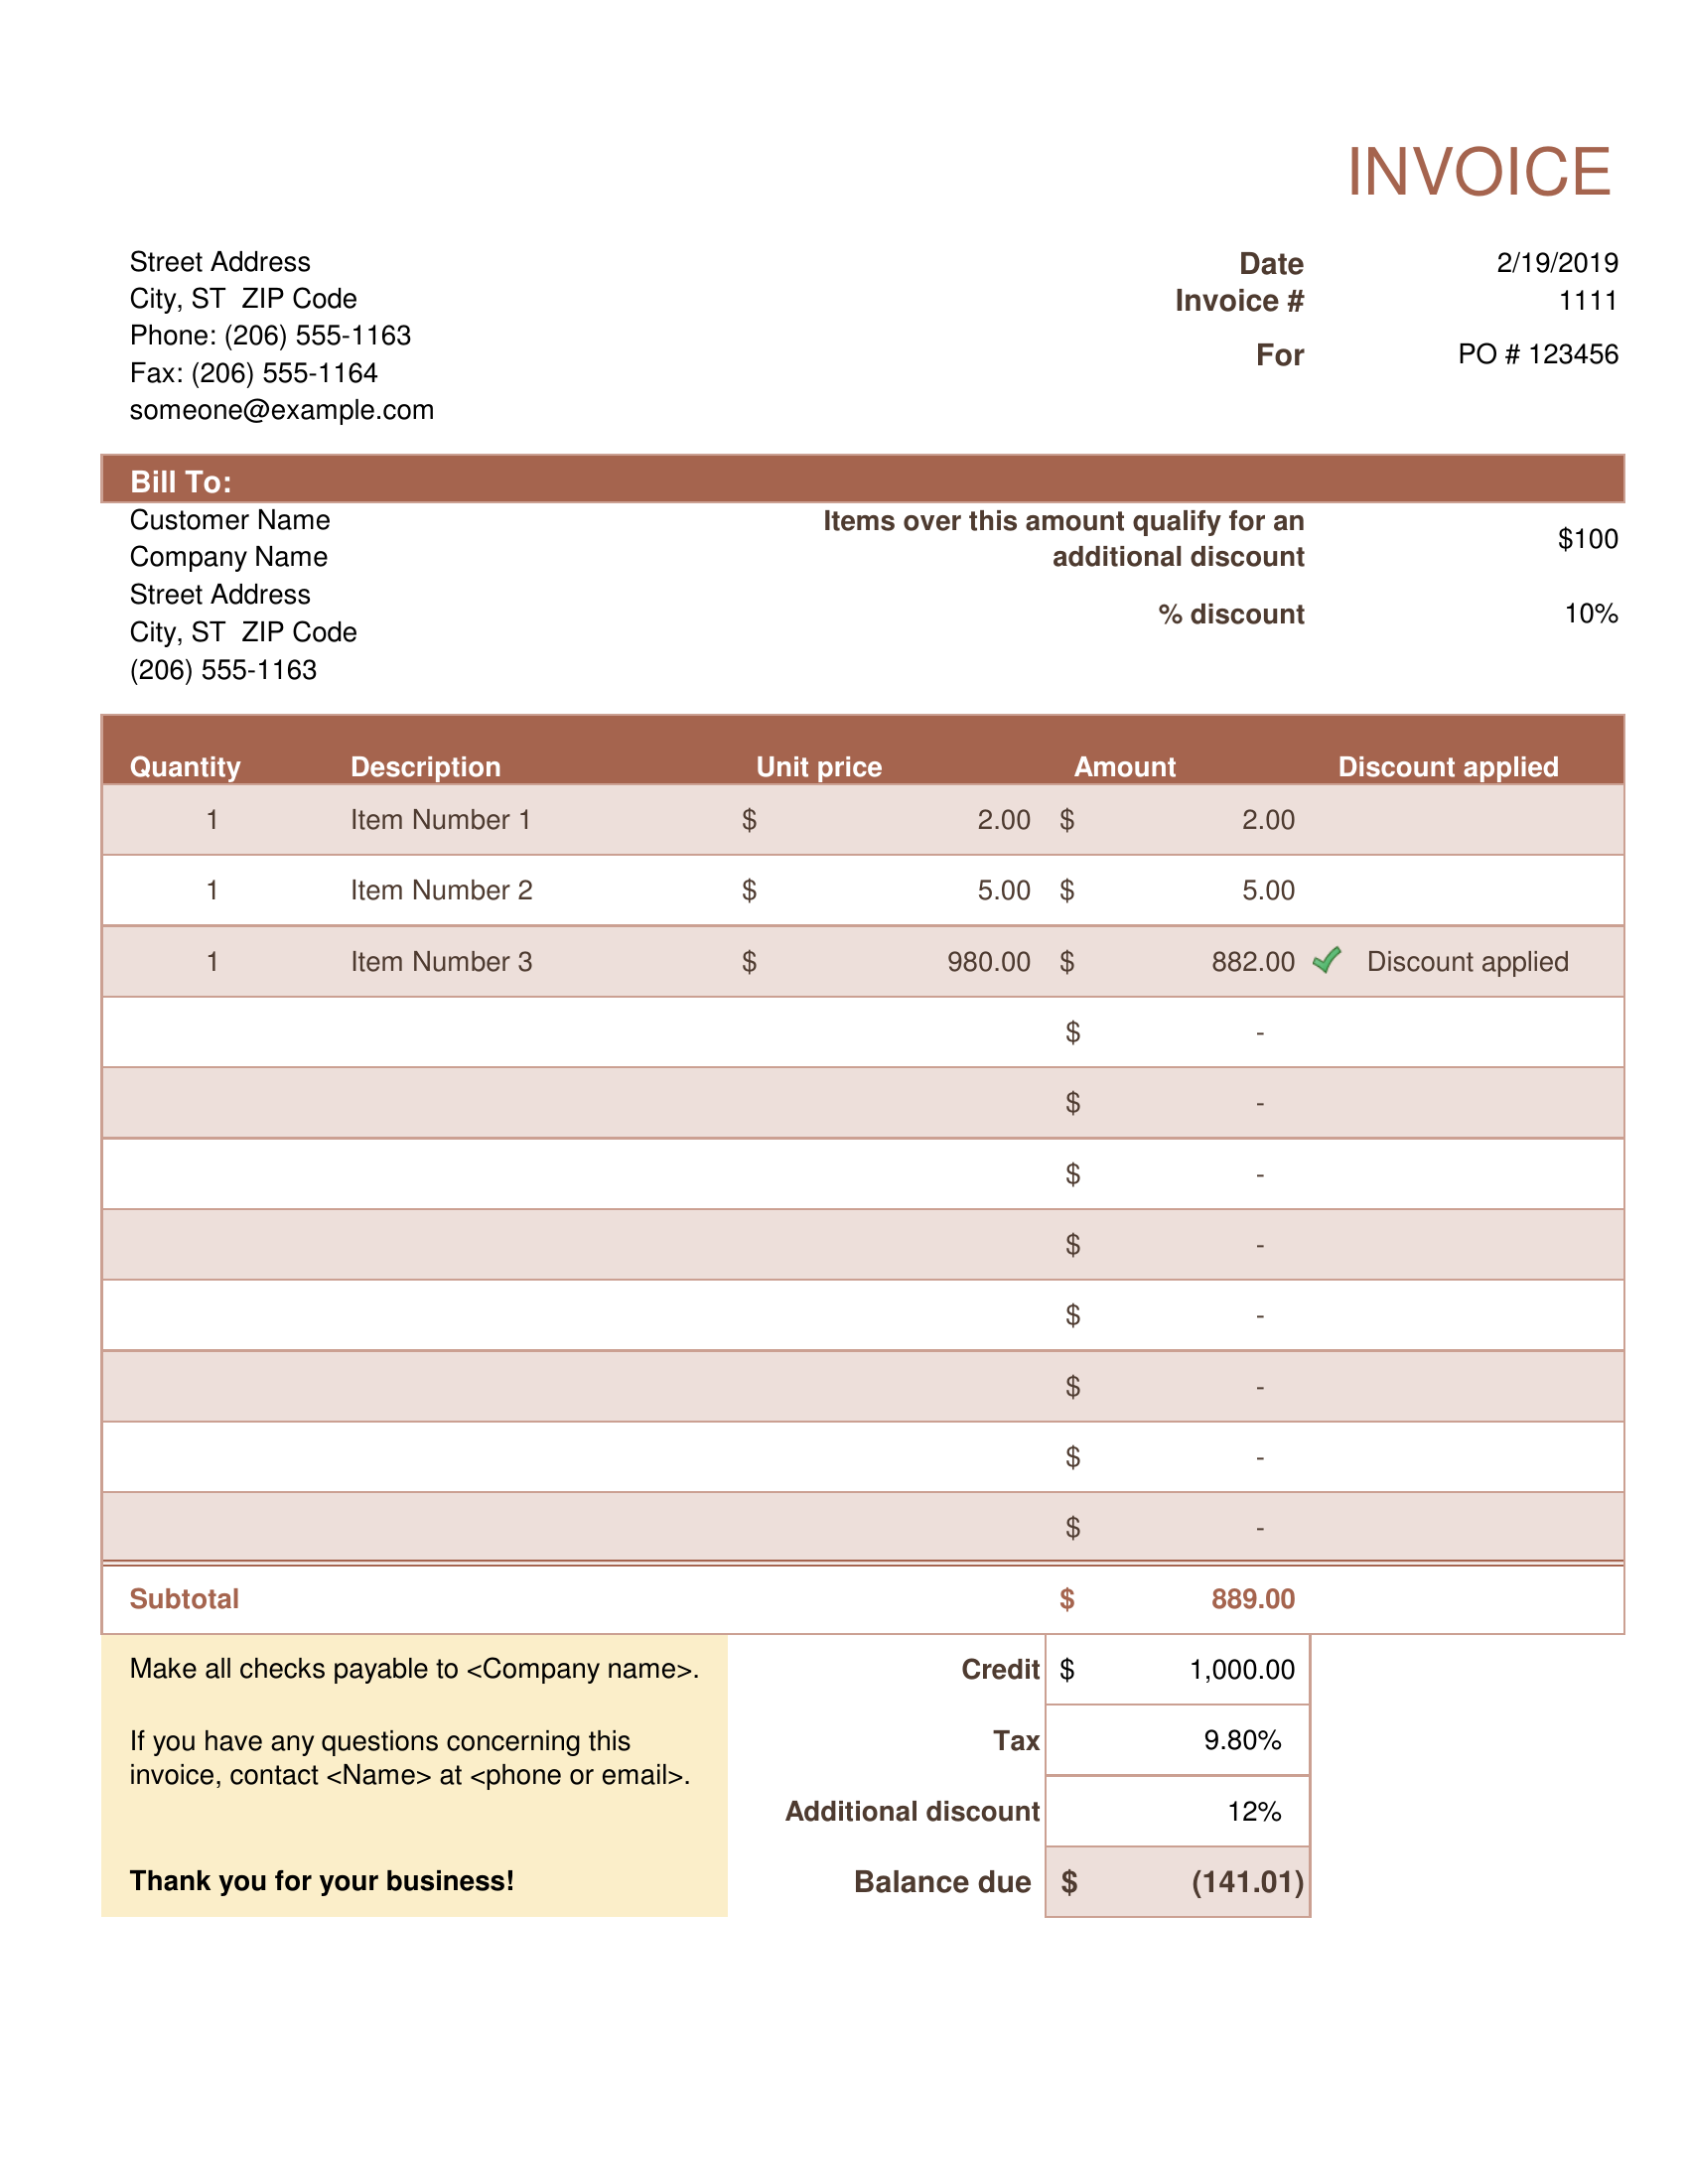 INVOICE
Street Address
City, ST  ZIP Code
Phone: (206) 555-1163
Fax: (206) 555-1164
someone@example.com
Date 2/19/2019
Invoice # 1111
For PO # 123456
Bill To:
Customer Name
Company Name
Street Address
City, ST  ZIP Code
(206) 555-1163
Items over this amount qualify for an
additional discount
$100
% discount 10%
Quantity Description Unit price Amount Discount applied
1 Item Number 1 $ 2.00 $ 2.00
1 Item Number 2 $ 5.00 $ 5.00
1 Item Number 3 $ 980.00 $ 882.00 Discount applied
$ -
$ -
$ -
$ -
$ -
$ -
$ -
$ -
Subtotal $ 889.00
Make all checks payable to <Company name>.
If you have any questions concerning this
invoice, contact <Name> at <phone or email>.
Thank you for your business!
Credit $ 1,000.00
Tax 9.80%
Additional discount 12%
Balance due $ (141.01)